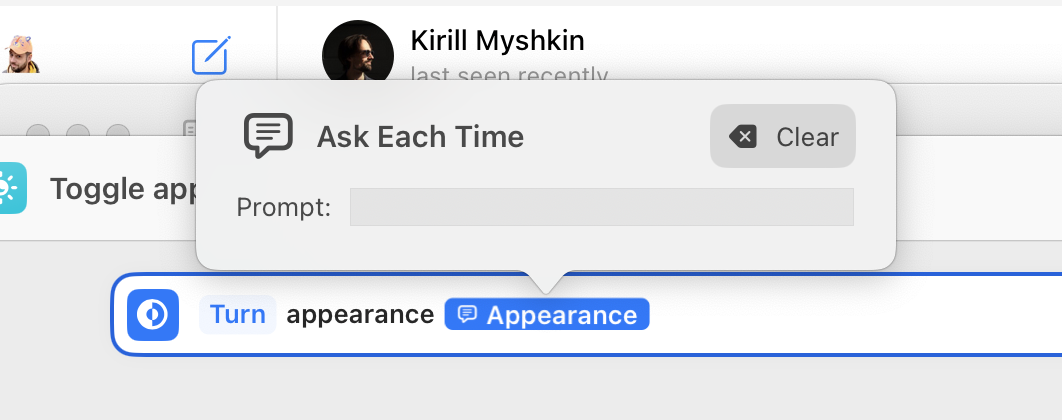 Kirill Myshkin
last seen recently
Ask Each Time
Clear
Toggle app
Prompt:
Turn appearance Appearance